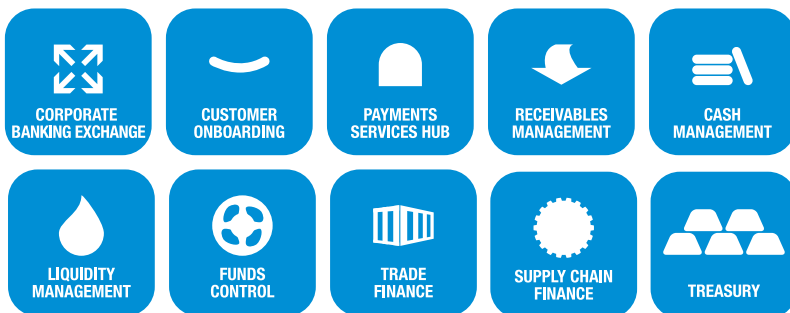 CORPORATE
BANKING EXCHANGE
CUSTOMER
ONBOARDING
PAYMENTS
SERVICES HUB
RECEIVABLES
MANAGEMENT
CASH
MANAGEMENT
LIQUIDITY
MANAGEMENT
FUNDS
CONTROL
TRADE
FINANCE
SUPPLY CHAIN
FINANCE
TREASURY